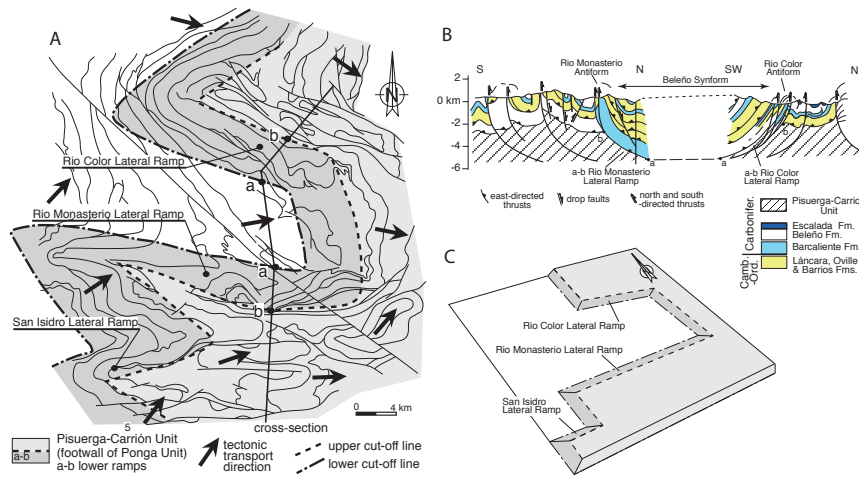 A
N
b
Rio Color Lateral Ramp
a
Rio Monasterio Lateral Ramp
a
b
San Isidro Lateral Ramp
5
0 4 km
Pisuerga-Carrión Unit
(footwall of Ponga Unit)
a-b lower ramps
a-b
tectonic
transport
direction
cross-section
upper cut-off line
lower cut-off line
B
S
Rio Monasterio
Antiform
N
Beleño Synform
SW
Rio Color
Antiform
N
2
0 km
-2
-4
-6
b
a
a
b
a-b Rio Monasterio
Lateral Ramp
a-b Rio Color
Lateral Ramp
east-directed
thrusts
drop faults
north and south
-directed thrusts
Pisuerga-Carrión
Unit
Carbonifer.
Escalada Fm.
Beleño Fm.
Barcaliente Fm.
Camb.
-Ord.
Láncara, Oville
& Barrios Fms.
C
Rio Color Lateral Ramp
Rio Monasterio Lateral Ramp
San Isidro
Lateral Ramp